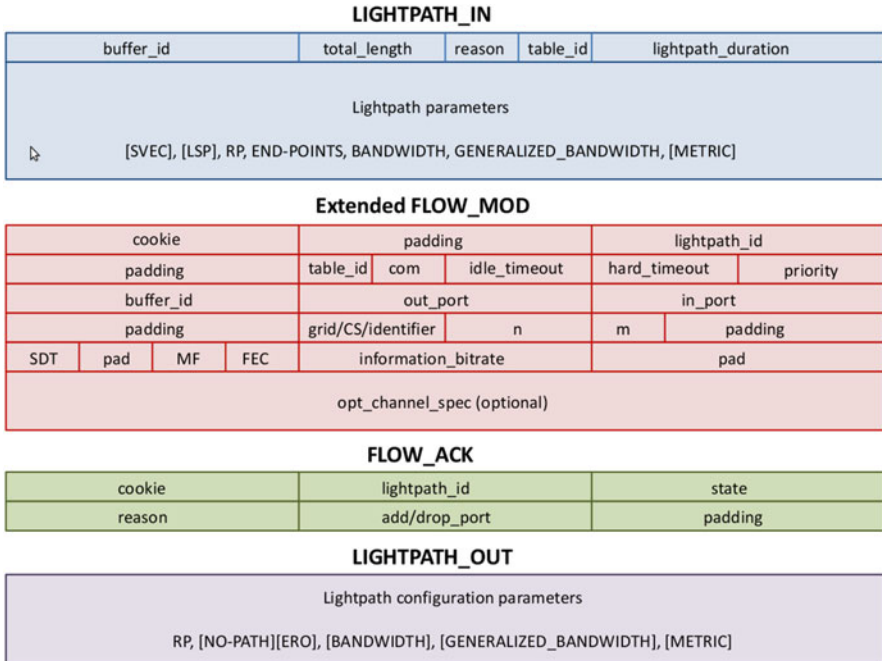 LIGHTPATH_IN
buffer_id total_length reason table_id lightpath_duration
Lightpath parameters
[SVEC], [LSP], RP, END-POINTS, BANDWIDTH, GENERALIZED_BANDWIDTH, [METRIC]
Extended FLOW_MOD
cookie padding lightpath_id
padding table_id com idle_timeout hard_timeout priority
buffer_id out_port in_port
padding grid/CS/identifier n m padding
SDT pad MF FEC information_bitrate pad
opt_channel_spec (optional)
FLOW_ACK
cookie lightpath_id state
reason add/drop_port padding
LIGHTPATH_OUT
Lightpath configuration parameters
RP, [NO-PATH][ERO], [BANDWIDTH], [GENERALIZED_BANDWIDTH], [METRIC]